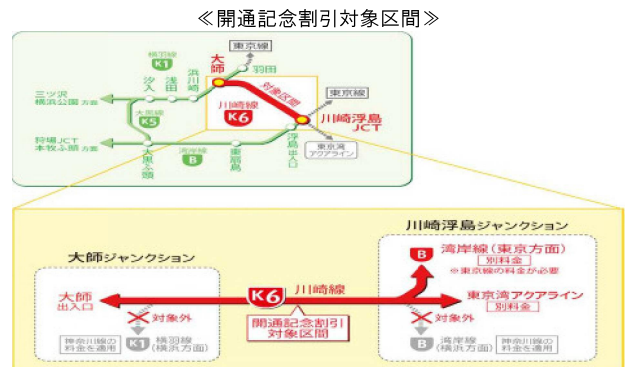 ≪開通記念割引対象区間≫
横羽線
K1
東京線
大師
羽田
浜川崎
浅田
汐入
三ツ沢
横浜公園方面
大黒線
K5
対象区間
川崎線
K6
東京線
川崎浮島
JCT
狩場JCT
本牧ふ頭方面
大黒ふ頭
湾岸線
B
東扇島
浮島出入口
東京湾
アクアライン
川崎浮島ジャンクション
大師ジャンクション
B
湾岸線(東京方面)
別料金
※東京線の料金が必要
大師
出入口
K6
川崎線
東京湾アクアライン
別料金
対象外
開通記念割引
対象区間
対象外
神奈川線の
料金を適用
K1
横羽線
(横浜方面)
B
湾岸線
(横浜方面)
神奈川線の
料金を適用